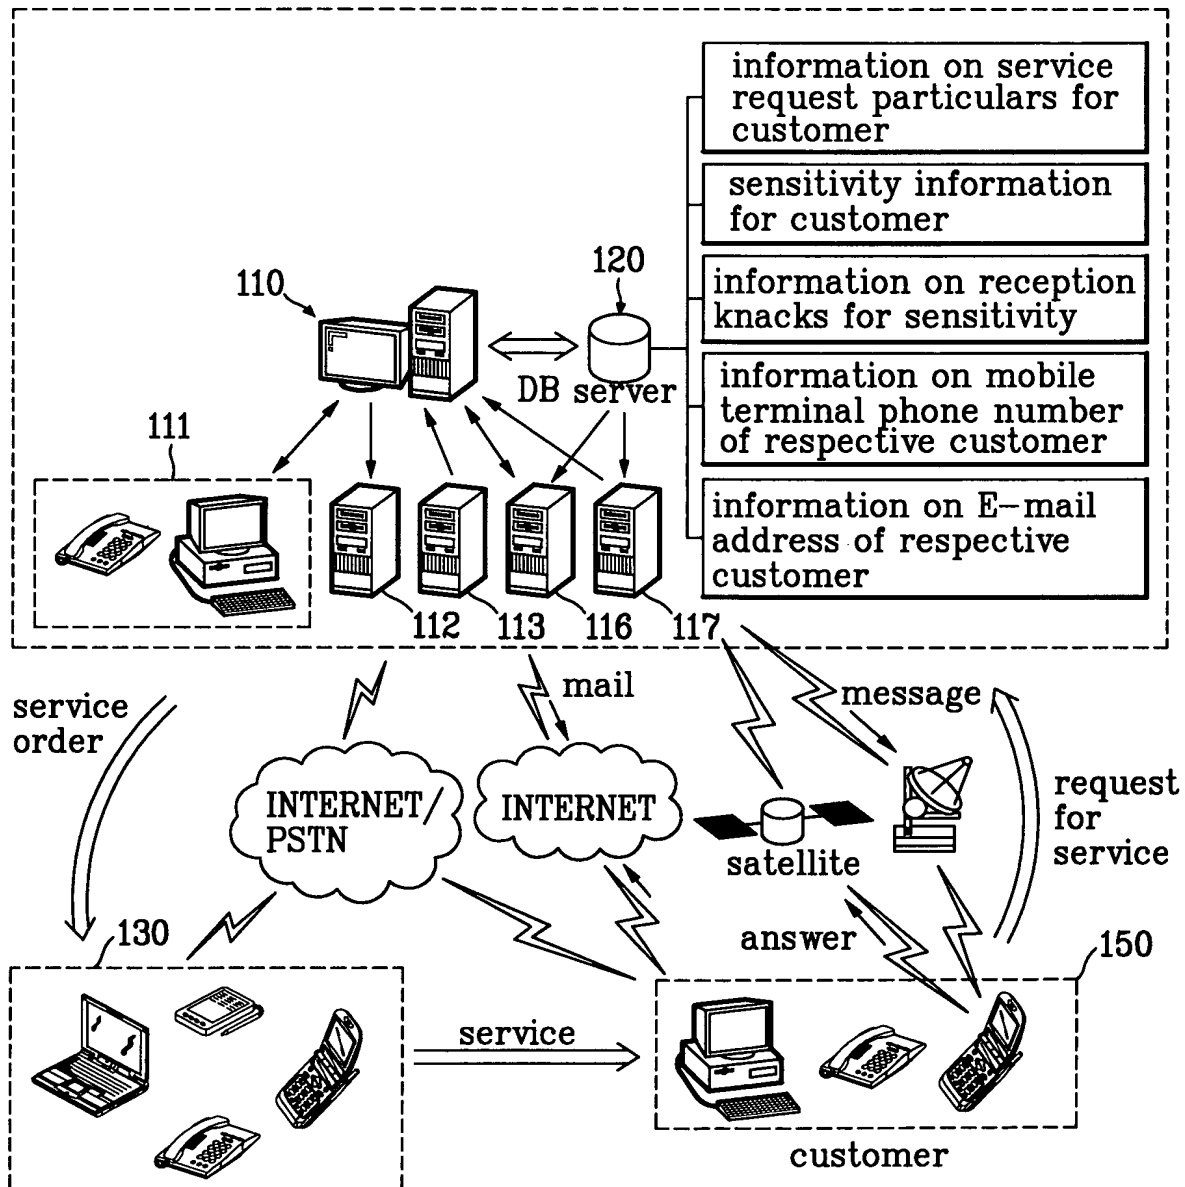 information on service
request particulars for
customer
sensitivity information
for customer
120
110
information on reception
knacks for sensitivity
DB server
information on mobile
terminal phone number
of respective customer
111
information on E-mail
address of respective
customer
112
113
116
117
service
order
mail
message
INTERNET/
PSTN
INTERNET
request
for
service
satellite
answer
130
150
service
customer